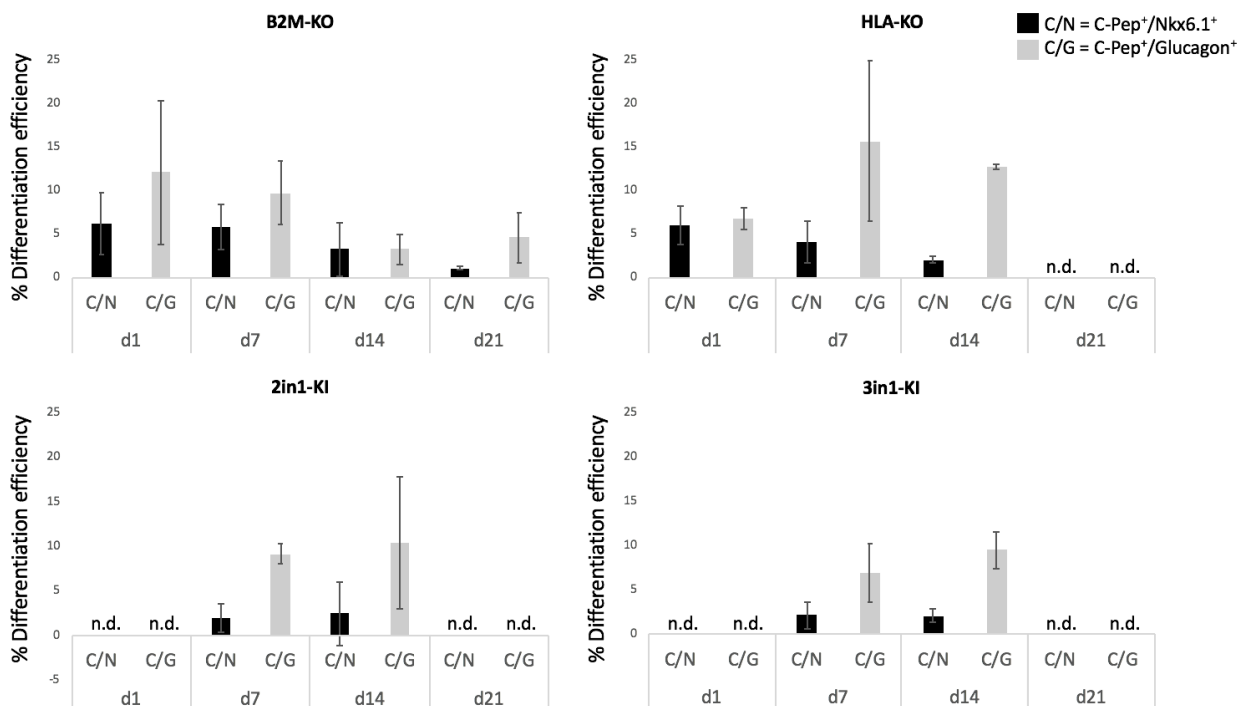 B2M-KO
% Differentiation efficiency
25
20
15
10
5
0
C/N C/G C/N C/G C/N C/G C/N C/G
d1 d7 d14 d21
HLA-KO
C/N = C-Pep⁺/Nkx6.1⁺
C/G = C-Pep⁺/Glucagon⁺
% Differentiation efficiency
25
20
15
10
5
0
n.d. n.d.
C/N C/G C/N C/G C/N C/G C/N C/G
d1 d7 d14 d21
2in1-KI
% Differentiation efficiency
25
20
15
10
5
0
-5
n.d. n.d. n.d. n.d.
C/N C/G C/N C/G C/N C/G C/N C/G
d1 d7 d14 d21
3in1-KI
% Differentiation efficiency
25
20
15
10
5
0
n.d. n.d. n.d. n.d.
C/N C/G C/N C/G C/N C/G C/N C/G
d1 d7 d14 d21